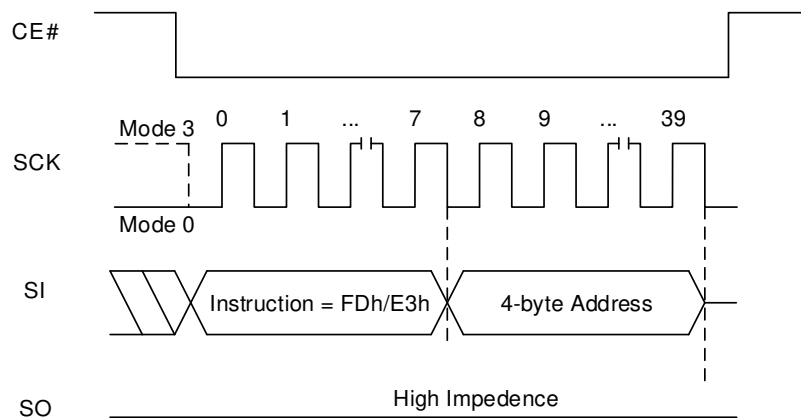 CE#
Mode 3 0 1 ... 7 8 9 ... 39
SCK
Mode 0
SI
Instruction = FDh/E3h 4-byte Address
High Impedence
SO